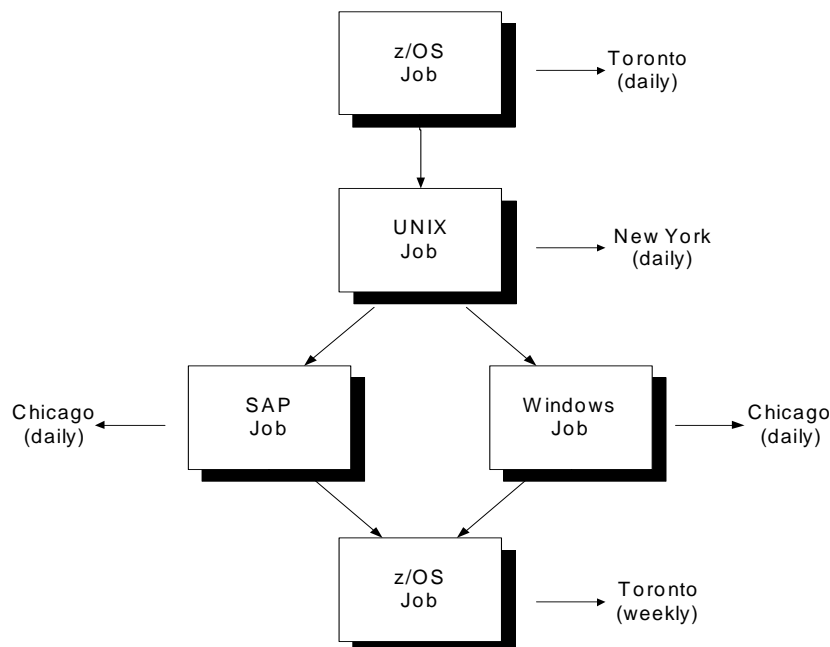 z/OS
Job
Toronto
(daily)
UNIX
Job
New York
(daily)
Chicago
(daily)
SAP
Job
Windows
Job
Chicago
(daily)
z/OS
Job
Toronto
(weekly)